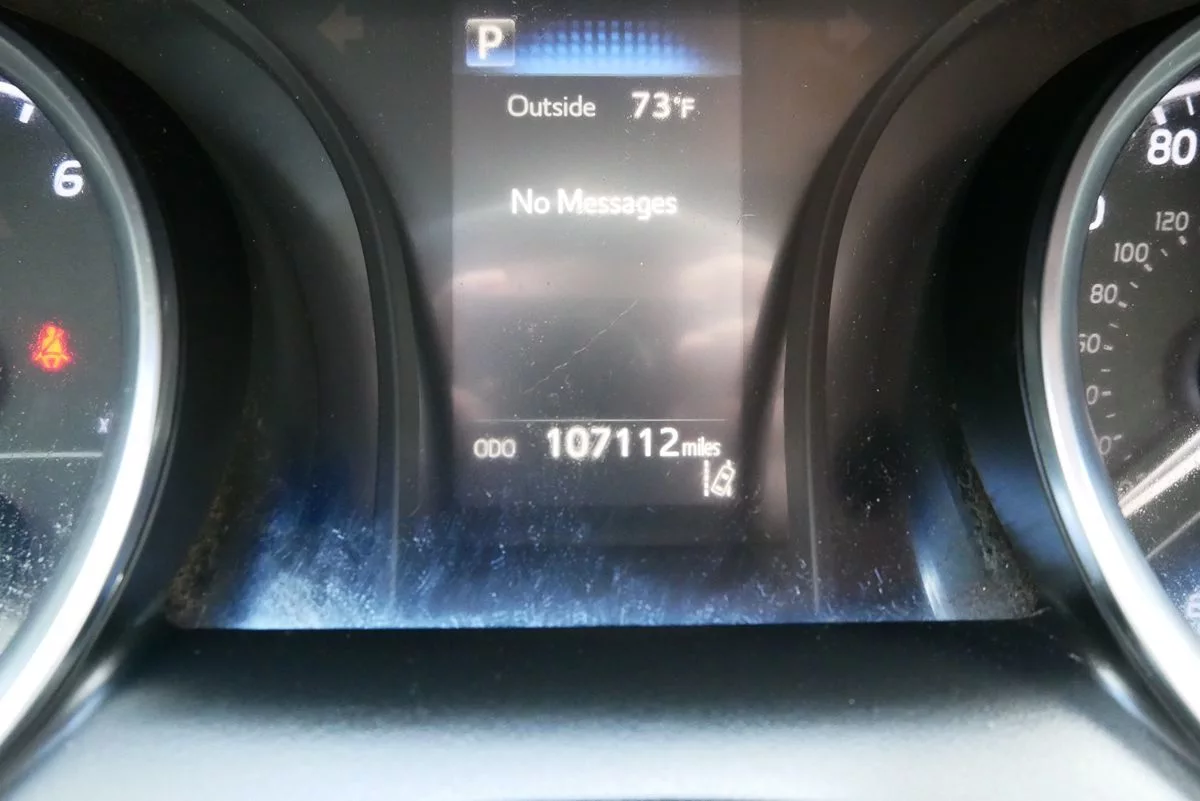 P
Outside 73°F
No Messages
ODO 107112 miles
6
80
120
100
80